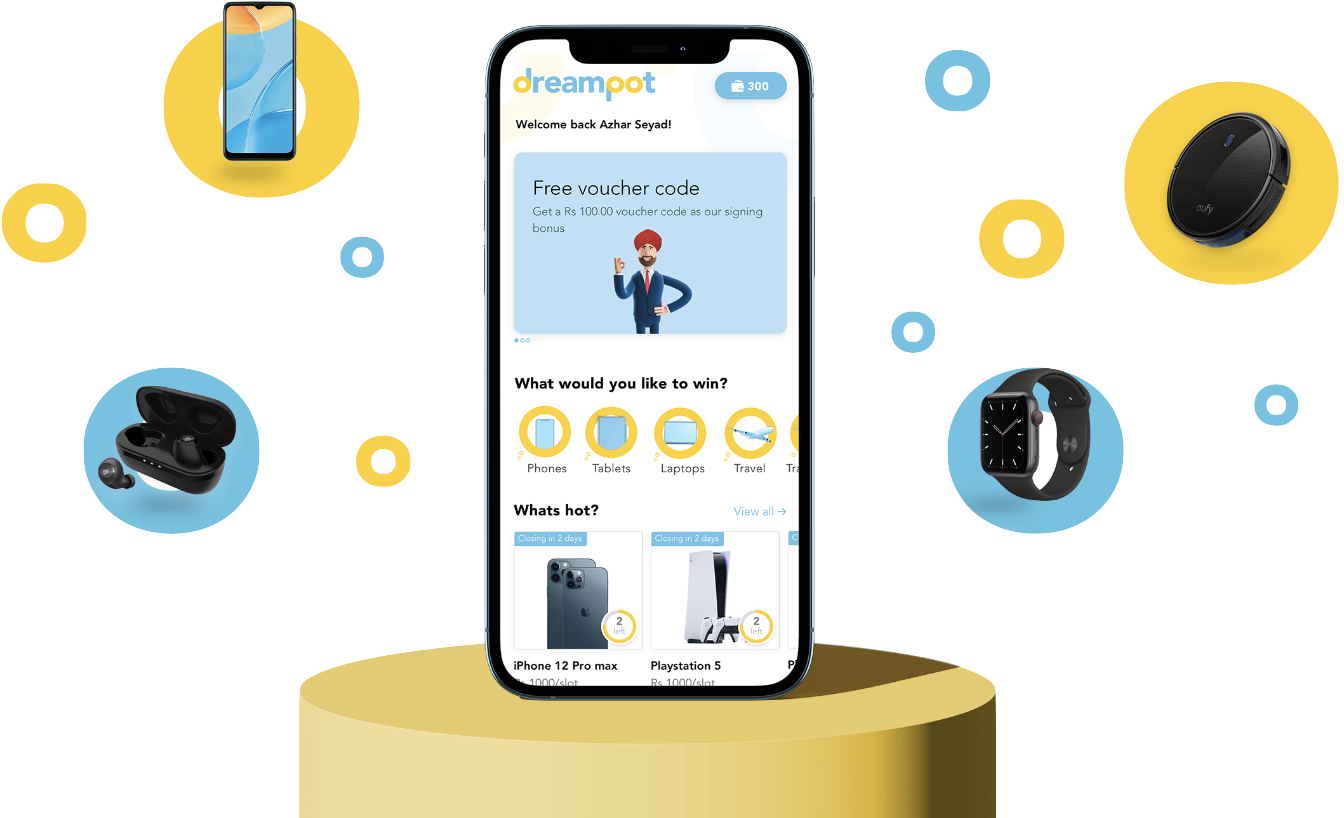 dreampot
300
Welcome back Azhar Seyad!
Free voucher code
Get a Rs 100.00 voucher code as our signing
bonus
What would you like to win?
Phones
Tablets
Laptops
Travel
Tra
Whats hot?
View all →
Closing in 2 days
Closing in 2 days
C
2
left
2
left
iPhone 12 Pro max
Playstation 5
Pl
Rs 1000/slot
Rs 1000/slot
eufy